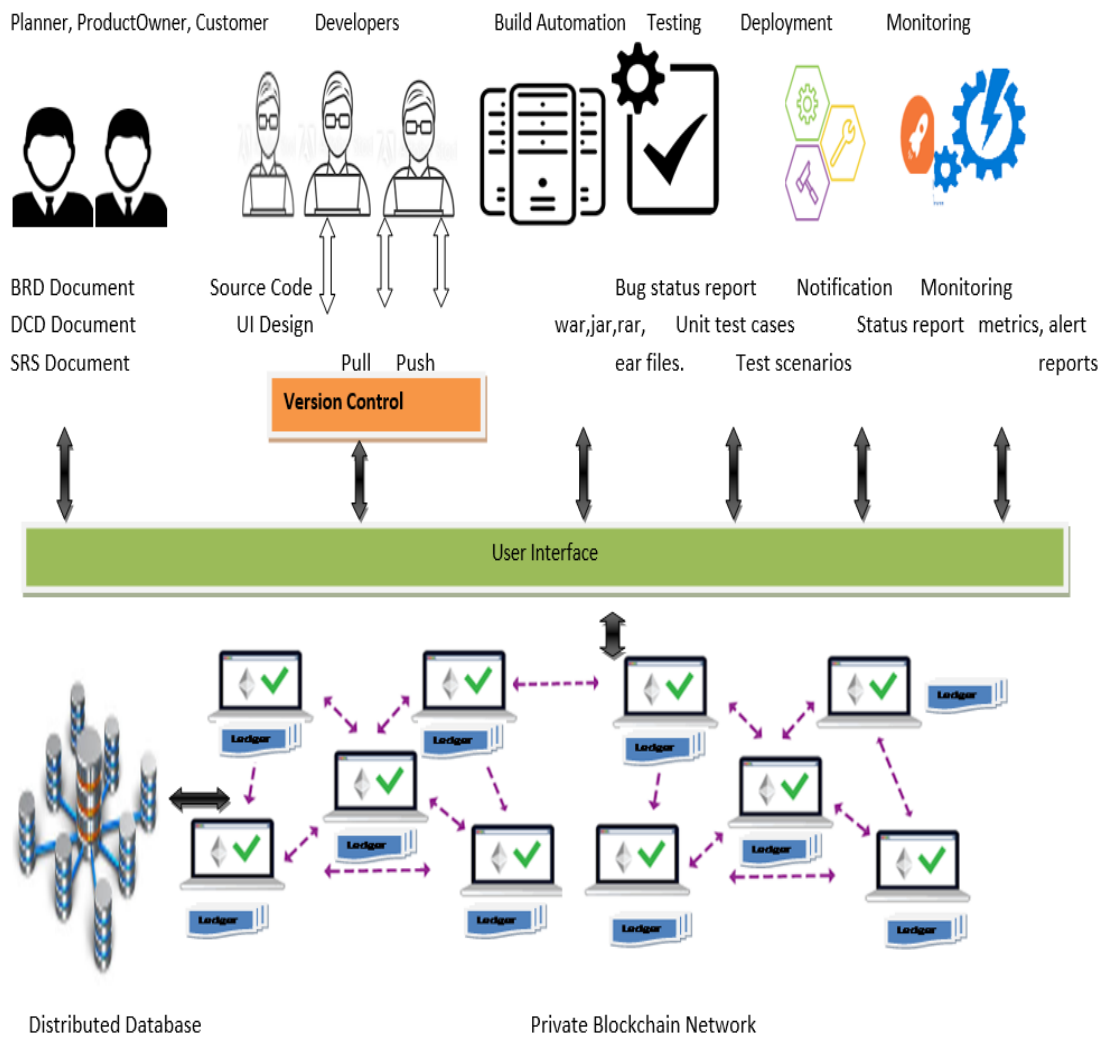 Planner, ProductOwner, Customer Developers Build Automation Testing Deployment Monitoring
BRD Document Source Code Bug status report Notification Monitoring
DCD Document UI Design war,jar,rar, Unit test cases Status report metrics, alert
SRS Document Pull Push ear files. Test scenarios reports
Version Control
User Interface
Ledger
Ledger
Ledger
Ledger
Ledger
Ledger
Ledger
Ledger
Ledger
Distributed Database Private Blockchain Network